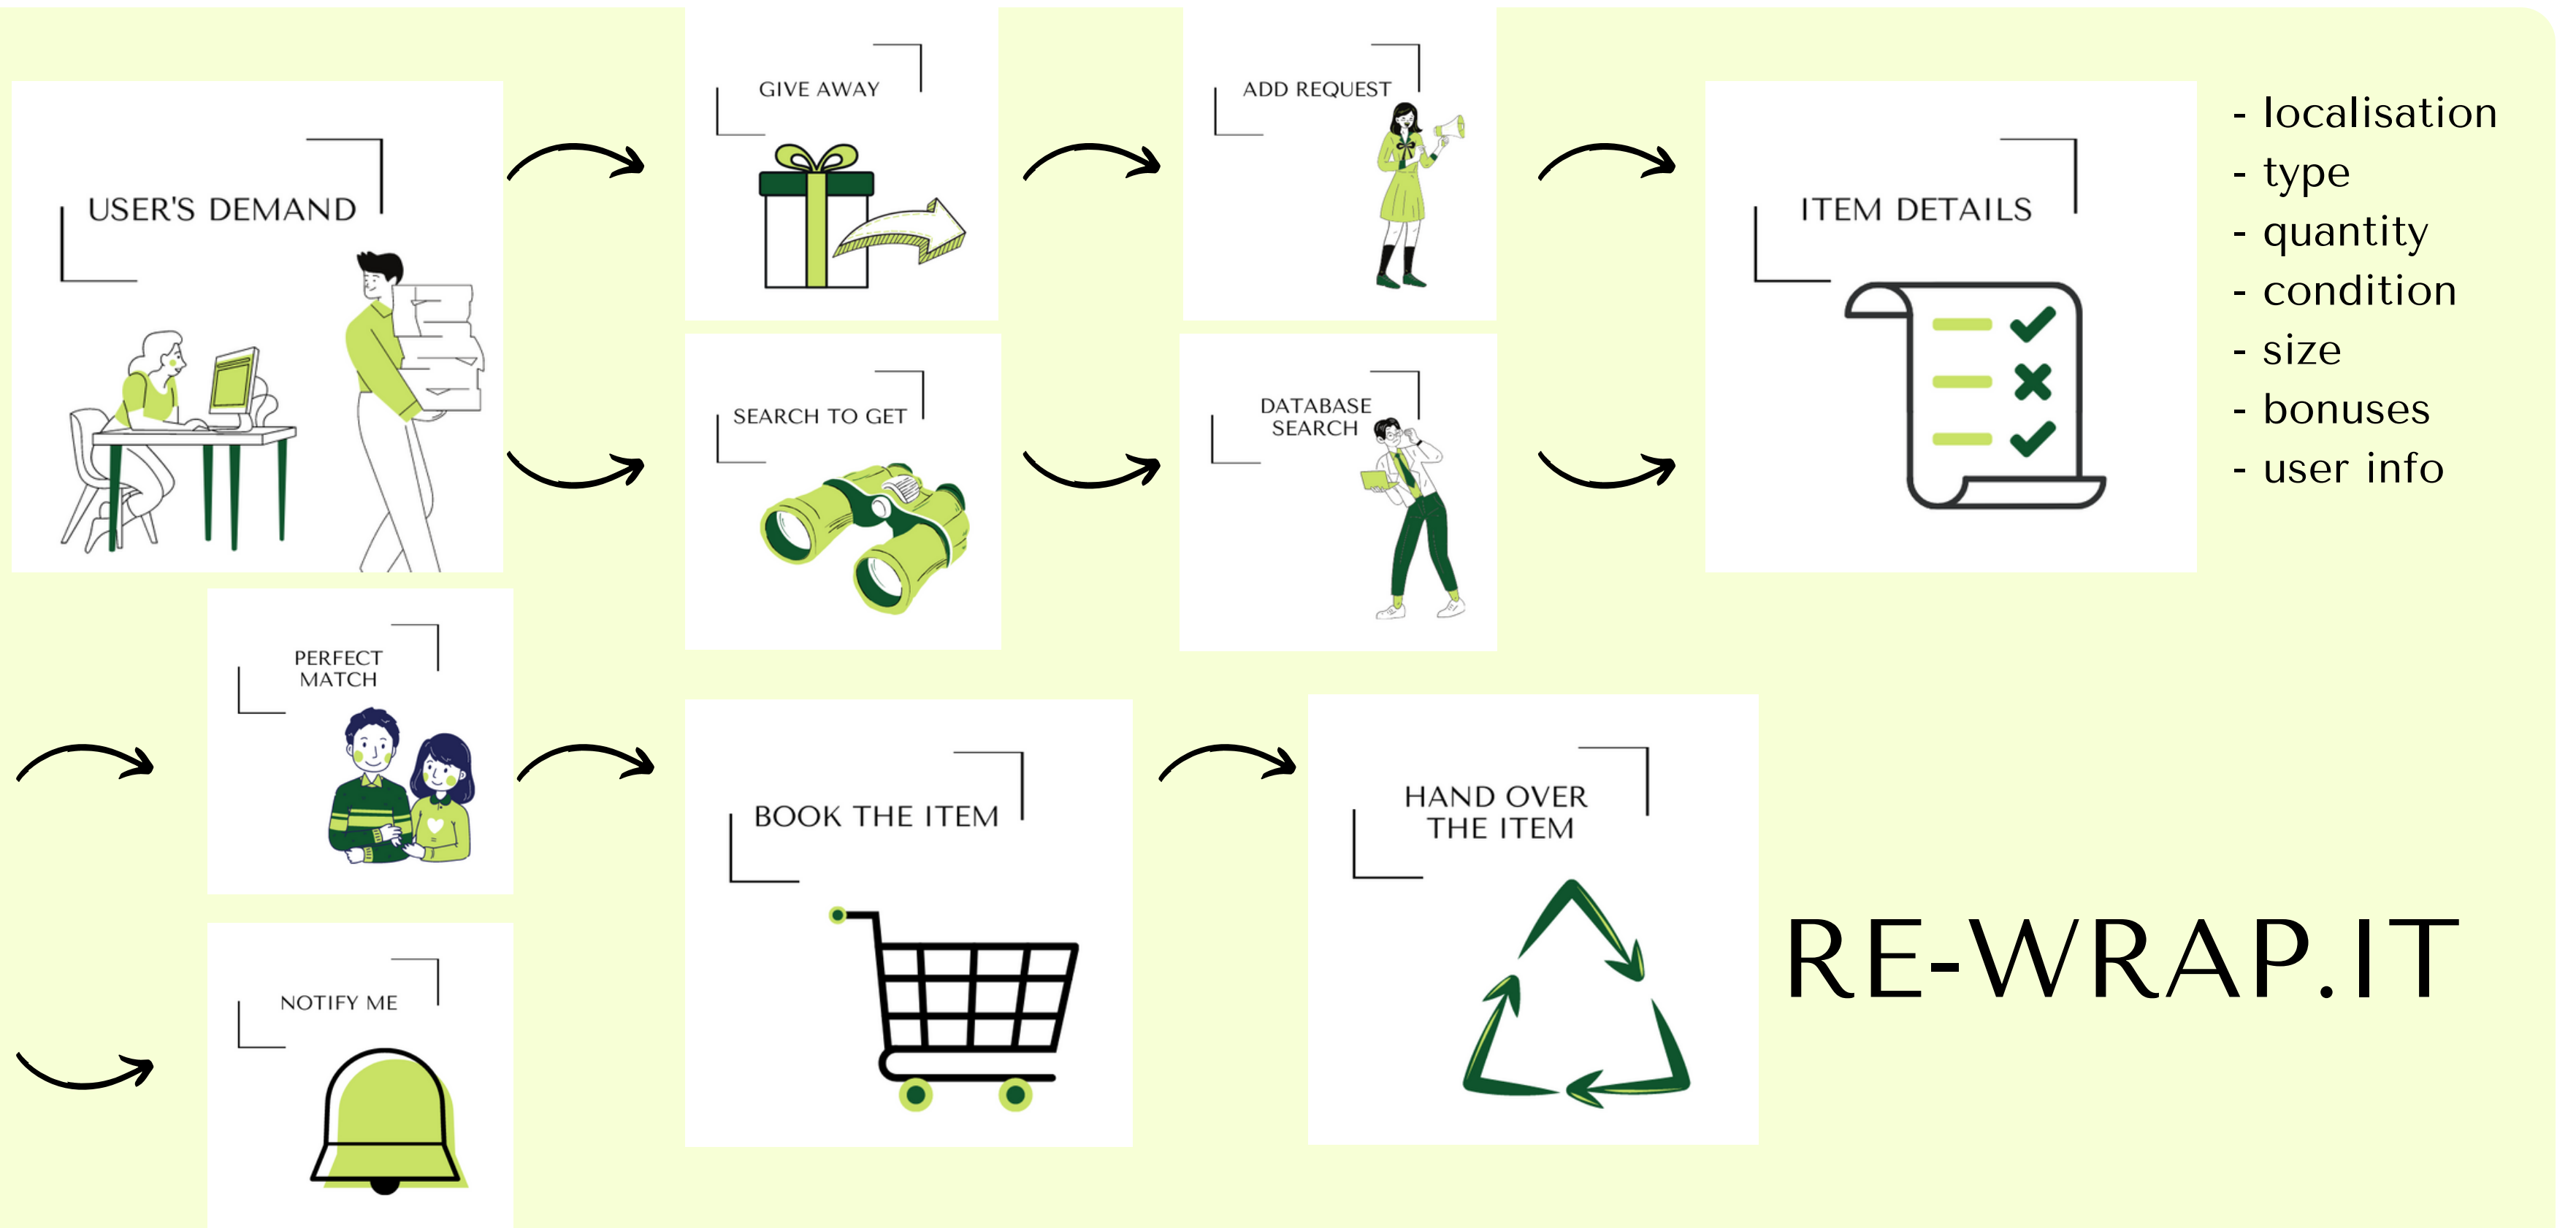 USER'S DEMAND
GIVE AWAY
ADD REQUEST
SEARCH TO GET
DATABASE
SEARCH
ITEM DETAILS
- localisation
- type
- quantity
- condition
- size
- bonuses
- user info
PERFECT
MATCH
NOTIFY ME
BOOK THE ITEM
HAND OVER
THE ITEM
RE-WRAP.IT